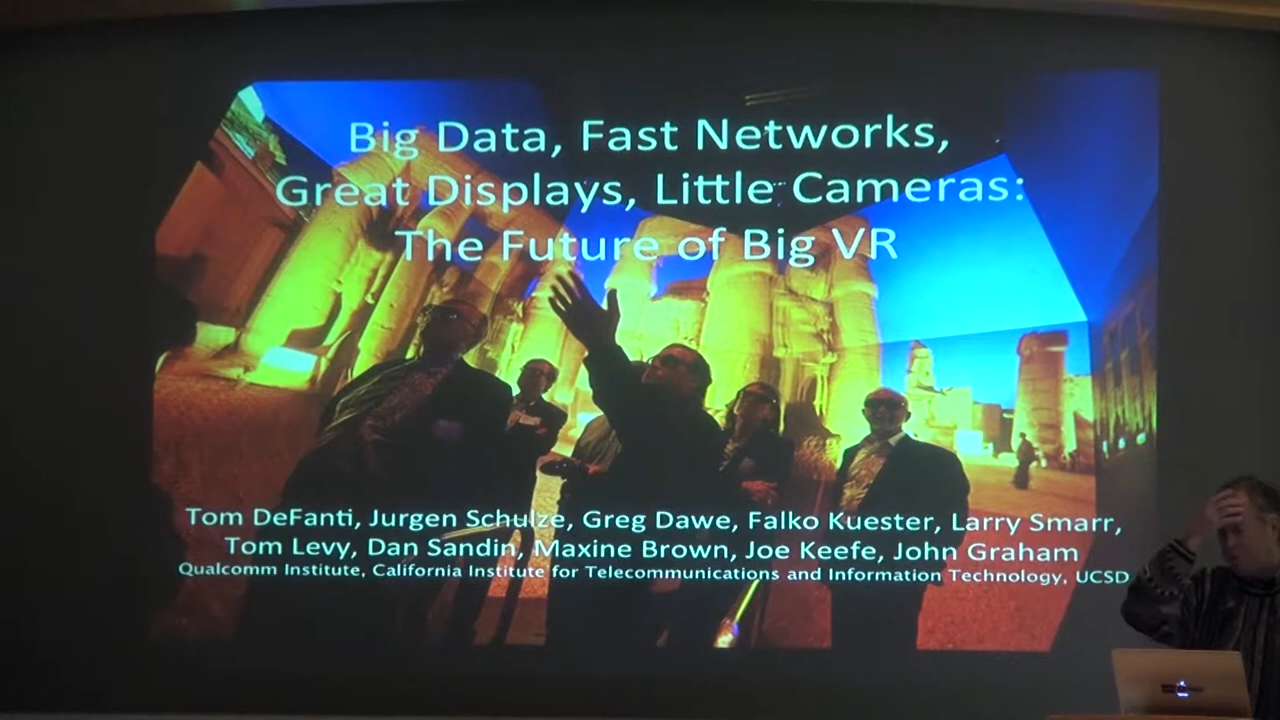 Big Data, Fast Networks,
Great Displays, Little Cameras:
The Future of Big VR
Tom DeFanti, Jurgen Schulze, Greg Dawe, Falko Kuester, Larry Smarr,
Tom Levy, Dan Sandin, Maxine Brown, Joe Keefe, John Graham
Qualcomm Institute, California Institute for Telecommunications and Information Technology, UCSD